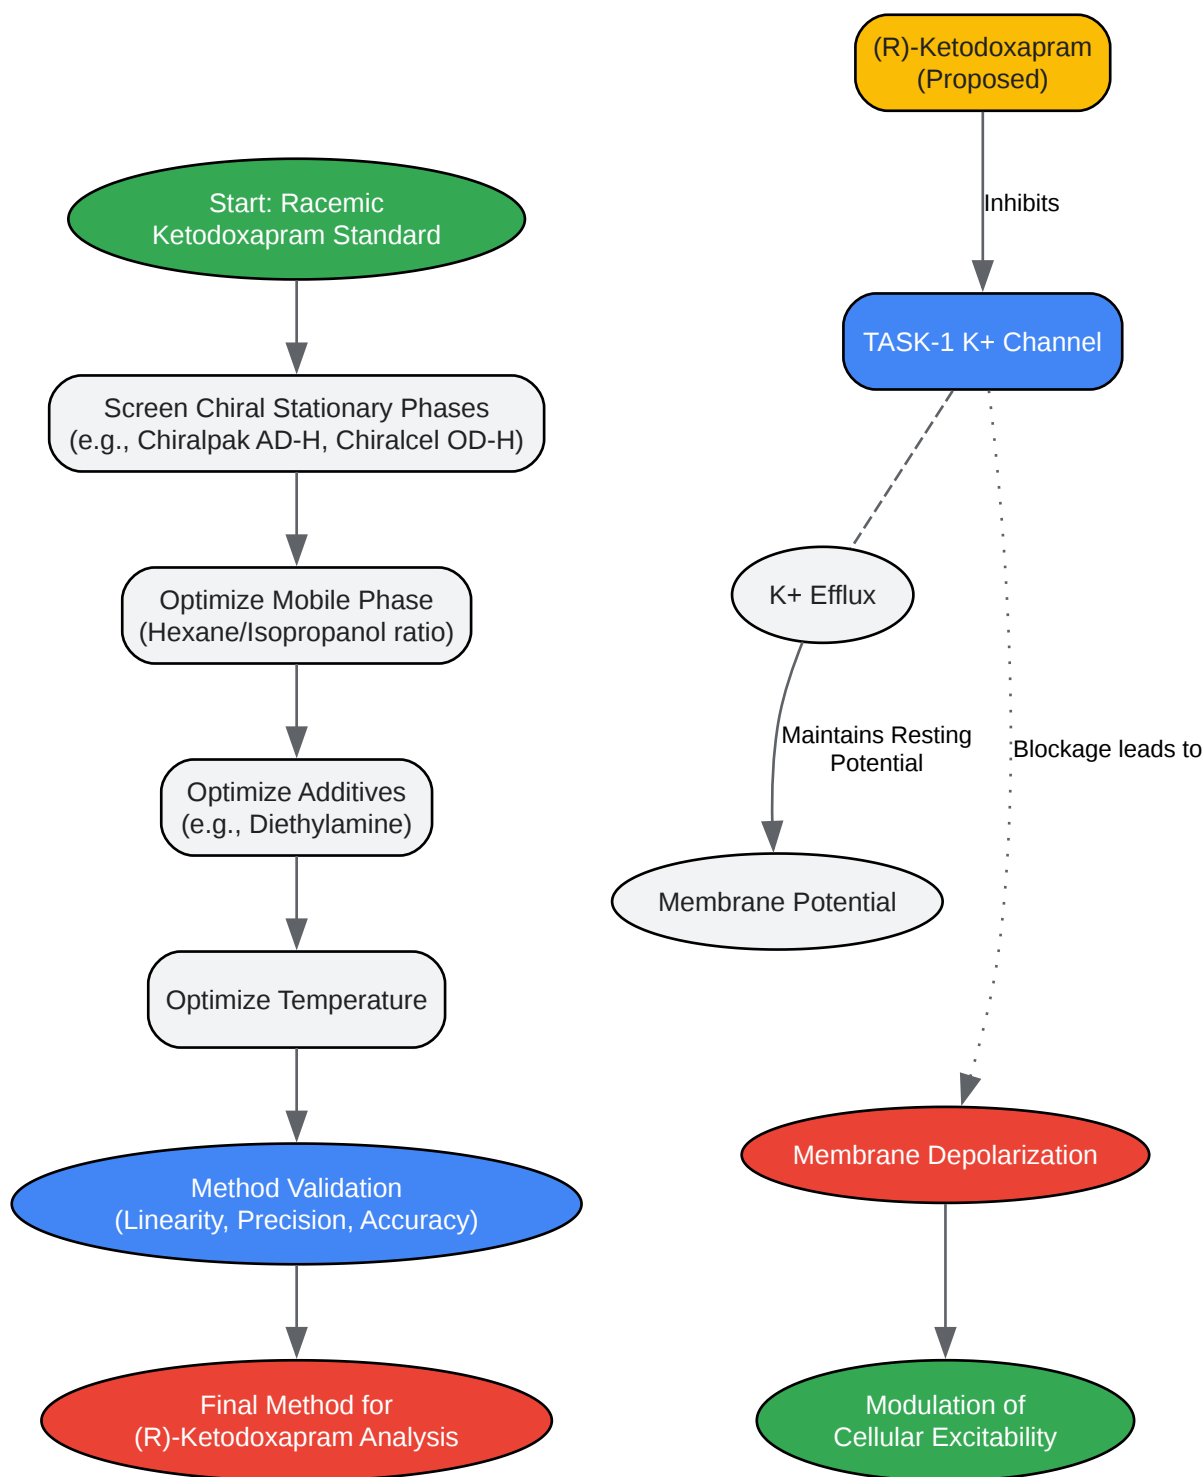 Start: Racemic
Ketodoxapram Standard
Screen Chiral Stationary Phases
(e.g., Chiralpak AD-H, Chiralcel OD-H)
Optimize Mobile Phase
(Hexane/Isopropanol ratio)
Optimize Additives
(e.g., Diethylamine)
Optimize Temperature
Method Validation
(Linearity, Precision, Accuracy)
Final Method for
(R)-Ketodoxapram Analysis
(R)-Ketodoxapram
(Proposed)
Inhibits
TASK-1 K+ Channel
K+ Efflux
Maintains Resting
Potential
Blockage leads to
Membrane Potential
Membrane Depolarization
Modulation of
Cellular Excitability